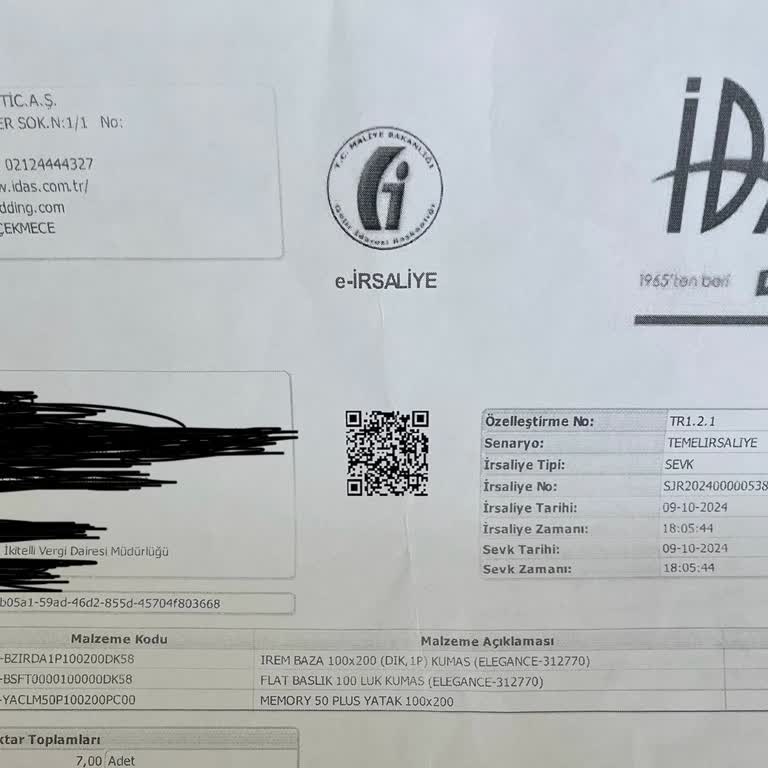 TİC.A.Ş.
ER SOK.N:1/1 No:
02124444327
w.idas.com.tr/
dding.com
ÇEKMECE
T.C. MALİYE BAKANLIĞI
Gelir İdaresi Başkanlığı
e-İRSALİYE
İDA
1965'ten beri
Özelleştirme No: TR1.2.1
Senaryo: TEMELIRSALIYE
İrsaliye Tipi: SEVK
İrsaliye No: SJR20240000538
İrsaliye Tarihi: 09-10-2024
İrsaliye Zamanı: 18:05:44
Sevk Tarihi: 09-10-2024
Sevk Zamanı: 18:05:44
İkitelli Vergi Dairesi Müdürlüğü
b05a1-59ad-46d2-855d-45704f803668
Malzeme Kodu Malzeme Açıklaması
-BZIRDA1P100200DK58 IREM BAZA 100x200 (DIK,1P) KUMAS (ELEGANCE-312770)
-BSFT0000100000DK58 FLAT BASLIK 100 LUK KUMAS (ELEGANCE-312770)
-YACLM50P100200PC00 MEMORY 50 PLUS YATAK 100x200
ktar Toplamları
7,00 Adet